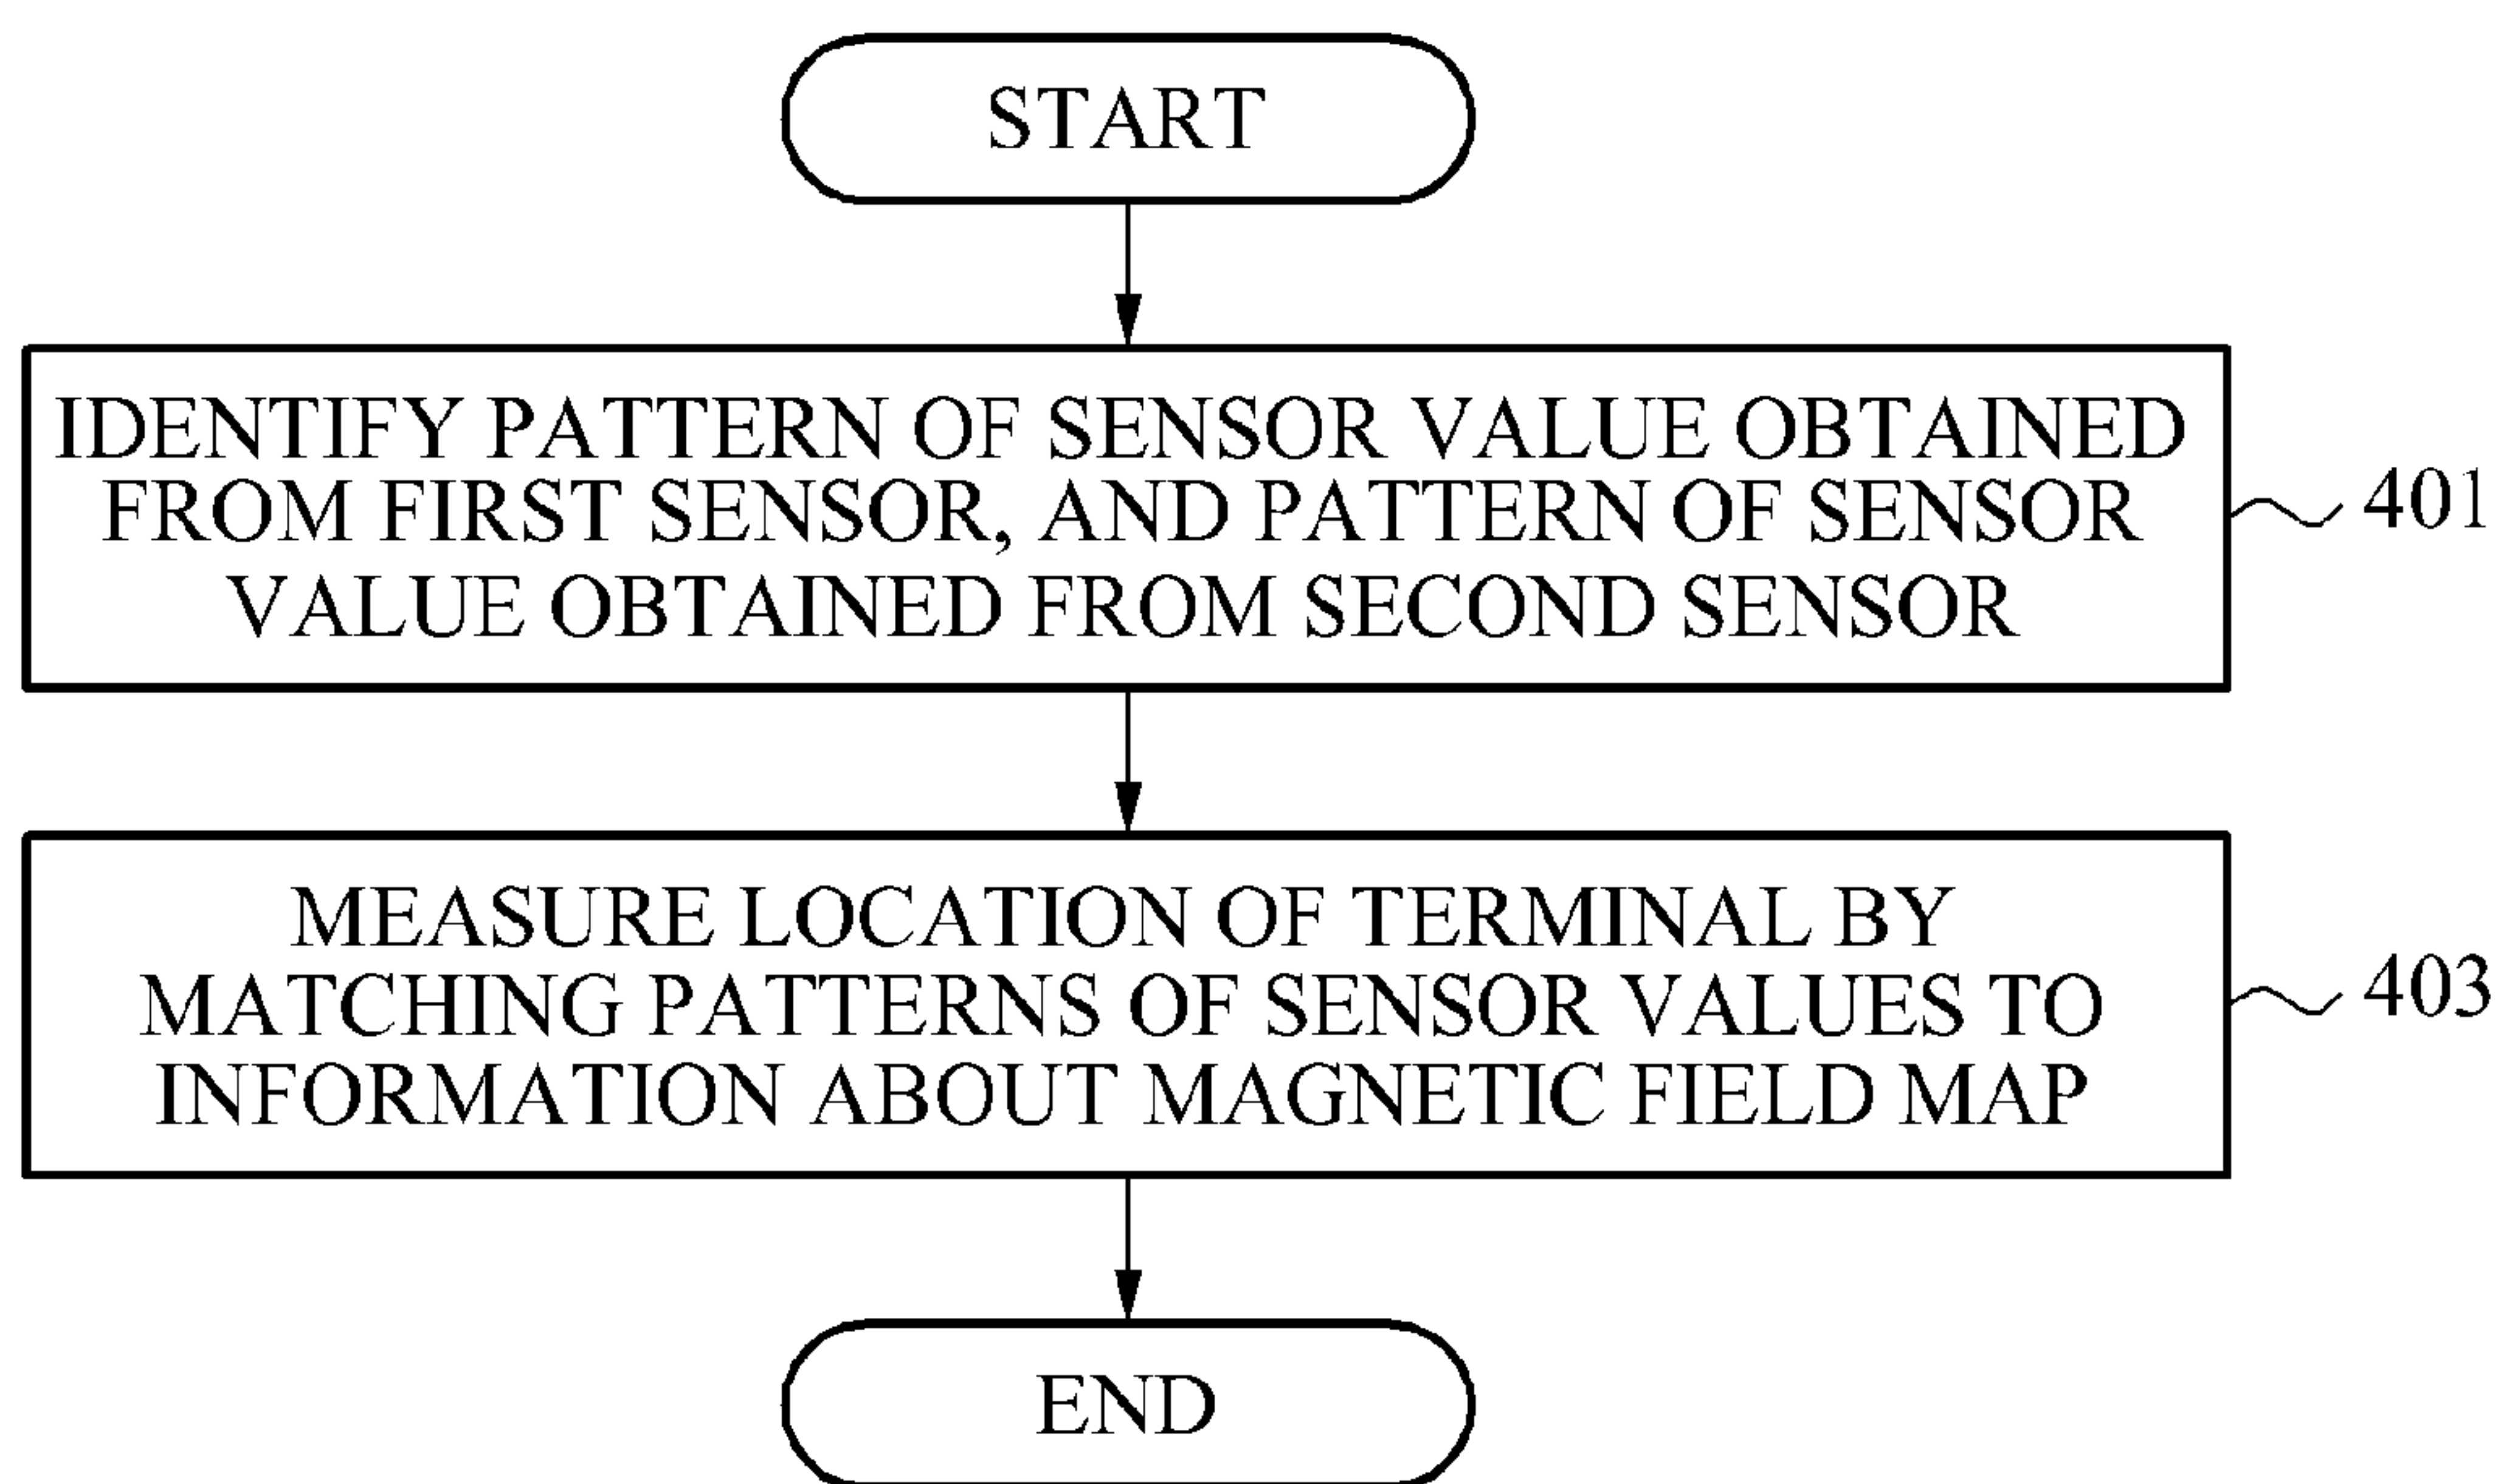 START
IDENTIFY PATTERN OF SENSOR VALUE OBTAINED
FROM FIRST SENSOR, AND PATTERN OF SENSOR
VALUE OBTAINED FROM SECOND SENSOR
401
MEASURE LOCATION OF TERMINAL BY
MATCHING PATTERNS OF SENSOR VALUES TO
INFORMATION ABOUT MAGNETIC FIELD MAP
403
END